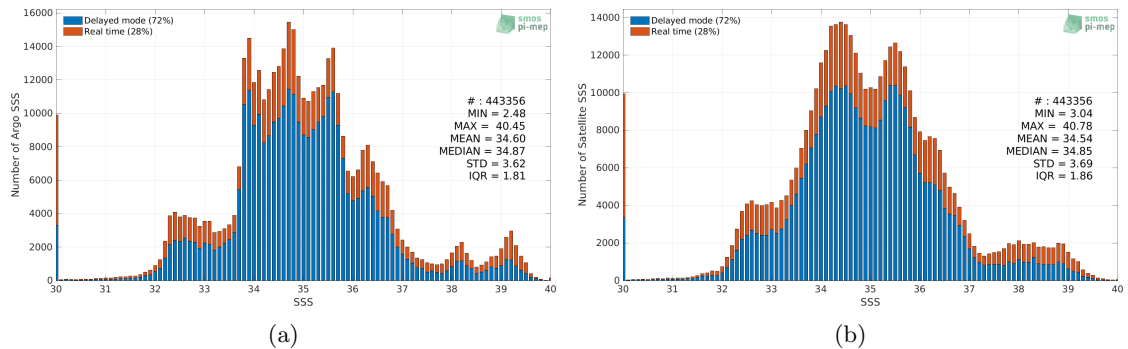 Delayed mode (72%)
Real time (28%)
smos
pi-mep
# : 443356
MIN = 2.48
MAX = 40.45
MEAN = 34.60
MEDIAN = 34.87
STD = 3.62
IQR = 1.81
Number of Argo SSS
16000
14000
12000
10000
8000
6000
4000
2000
0
30 31 32 33 34 35 36 37 38 39 40
SSS
(a)
Delayed mode (72%)
Real time (28%)
smos
pi-mep
# : 443356
MIN = 3.04
MAX = 40.78
MEAN = 34.54
MEDIAN = 34.85
STD = 3.69
IQR = 1.86
Number of Satellite SSS
14000
12000
10000
8000
6000
4000
2000
0
30 31 32 33 34 35 36 37 38 39 40
SSS
(b)